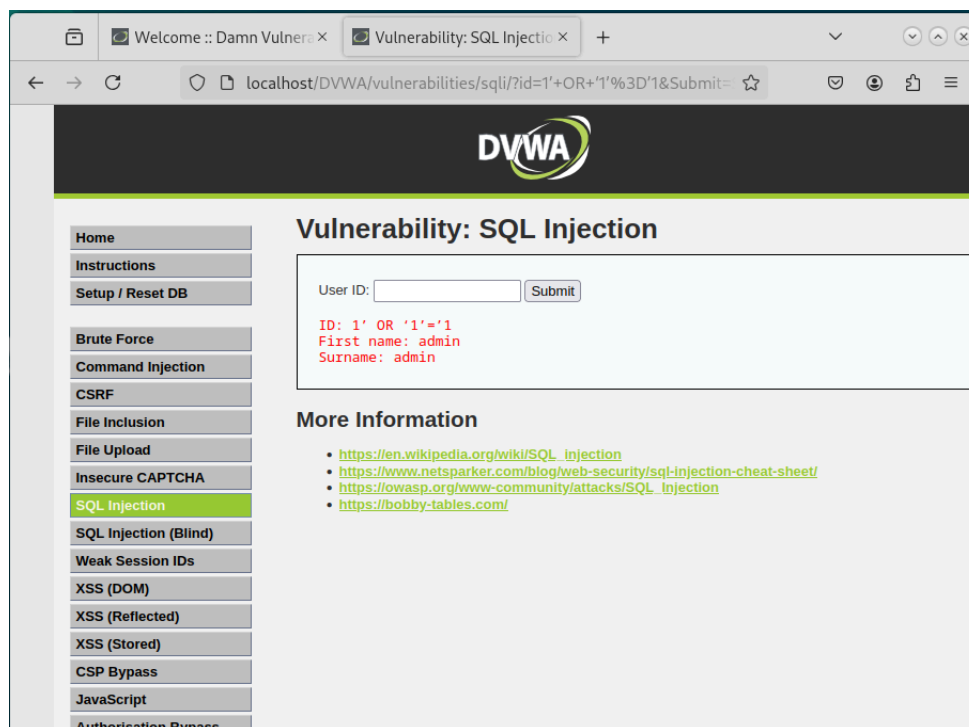 Welcome :: Damn Vulnera
Vulnerability: SQL Injectio
localhost/DVWA/vulnerabilities/sqli/?id=1’+OR+‘1’%3D’1&Submit=
DVWA
Home
Instructions
Setup / Reset DB
Brute Force
Command Injection
CSRF
File Inclusion
File Upload
Insecure CAPTCHA
SQL Injection
SQL Injection (Blind)
Weak Session IDs
XSS (DOM)
XSS (Reflected)
XSS (Stored)
CSP Bypass
JavaScript
Authorisation Bypass
Vulnerability: SQL Injection
User ID:
Submit
ID: 1’ OR ‘1’=‘1
First name: admin
Surname: admin
More Information
https://en.wikipedia.org/wiki/SQL_injection
https://www.netsparker.com/blog/web-security/sql-injection-cheat-sheet/
https://owasp.org/www-community/attacks/SQL_Injection
https://bobby-tables.com/